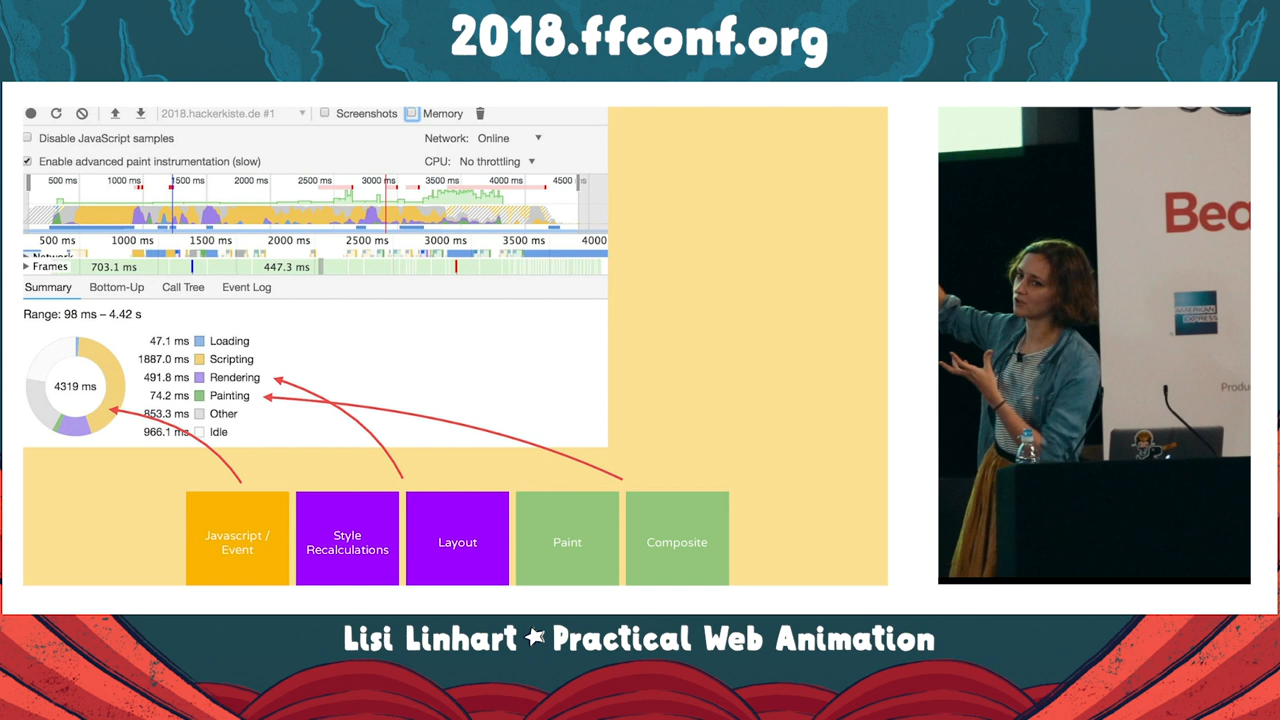 2018.ffconf.org
2018.hackerkiste.de #1
Screenshots
Memory
Disable JavaScript samples
Network: Online
Enable advanced paint instrumentation (slow)
CPU: No throttling
500 ms 1000 ms 1500 ms 2000 ms 2500 ms 3000 ms 3500 ms 4000 ms 4500
500 ms 1000 ms 1500 ms 2000 ms 2500 ms 3000 ms 3500 ms 4000
Network
Frames 703.1 ms 447.3 ms
Summary Bottom-Up Call Tree Event Log
Range: 98 ms – 4.42 s
4319 ms
47.1 ms Loading
1887.0 ms Scripting
491.8 ms Rendering
74.2 ms Painting
853.3 ms Other
966.1 ms Idle
Javascript /
Event
Style
Recalculations
Layout
Paint
Composite
Bea
AMERICAN
EXPRESS
Produ
Lisi Linhart Practical Web Animation